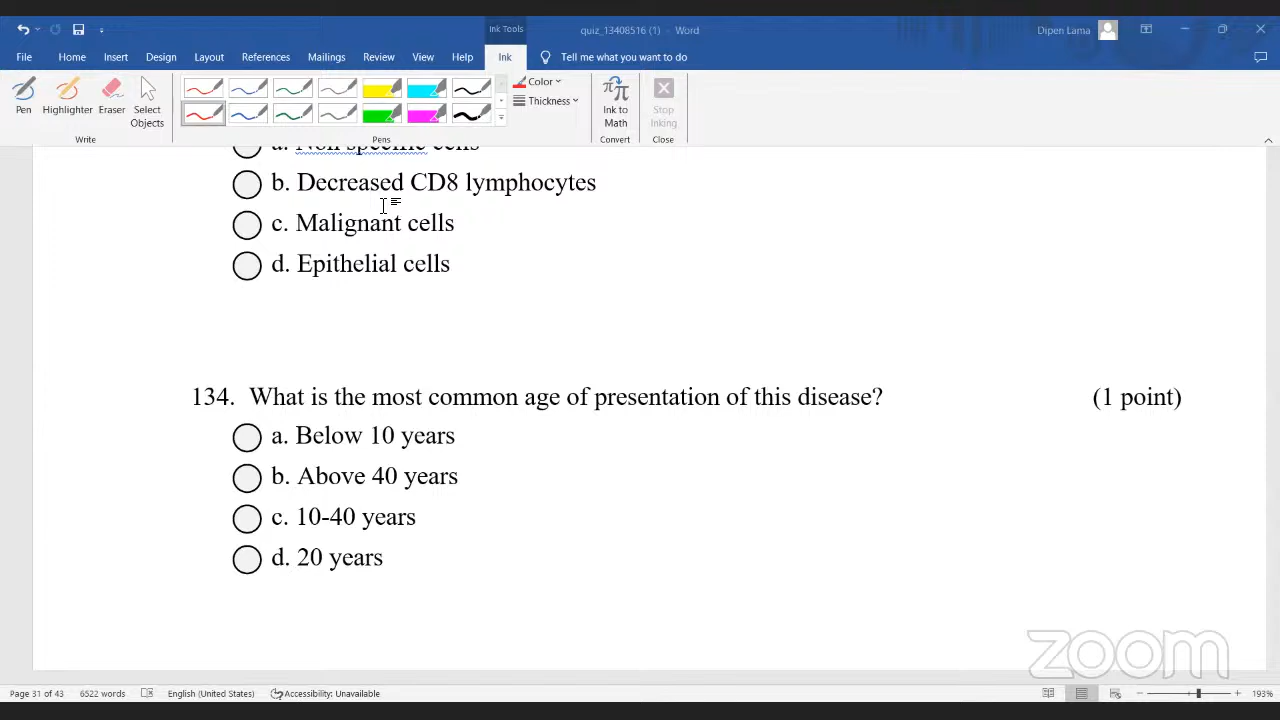 Ink Tools
quiz_13408516 (1) - Word
Dipen Lama
File Home Insert Design Layout References Mailings Review View Help Ink Tell me what you want to do
Pen Highlighter Eraser Select Objects
Color
Thickness
Ink to Math
Stop Inking
Write Pens Convert Close
a. Non specific cells
b. Decreased CD8 lymphocytes
c. Malignant cells
d. Epithelial cells
134. What is the most common age of presentation of this disease? (1 point)
a. Below 10 years
b. Above 40 years
c. 10-40 years
d. 20 years
zoom
Page 31 of 43 6522 words English (United States) Accessibility: Unavailable 193%